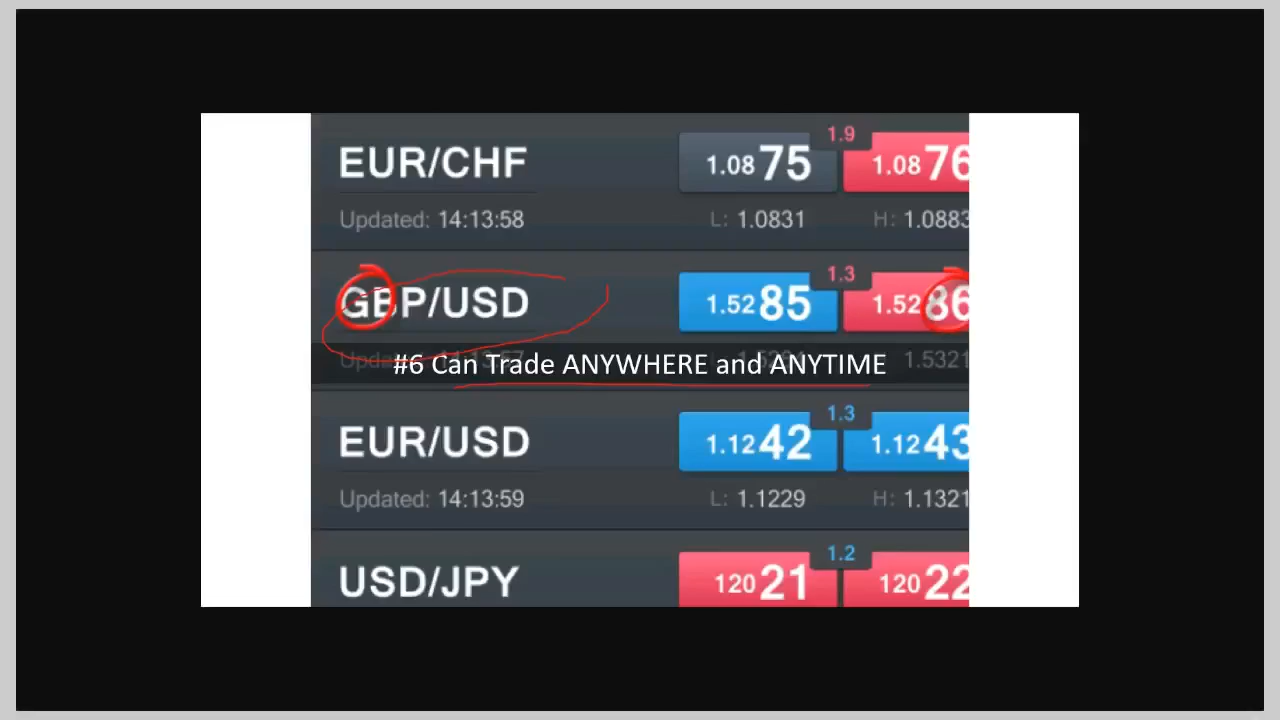 1.9
EUR/CHF 1.08 75 1.08 76
Updated: 14:13:58 L: 1.0831 H: 1.0883
1.3
GBP/USD 1.52 85 1.52 86
1.5321
#6 Can Trade ANYWHERE and ANYTIME
1.3
EUR/USD 1.12 42 1.12 43
Updated: 14:13:59 L: 1.1229 H: 1.1321
1.2
USD/JPY 120 21 120 22